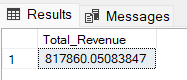 Results Messages
Total_Revenue
1 817860.05083847